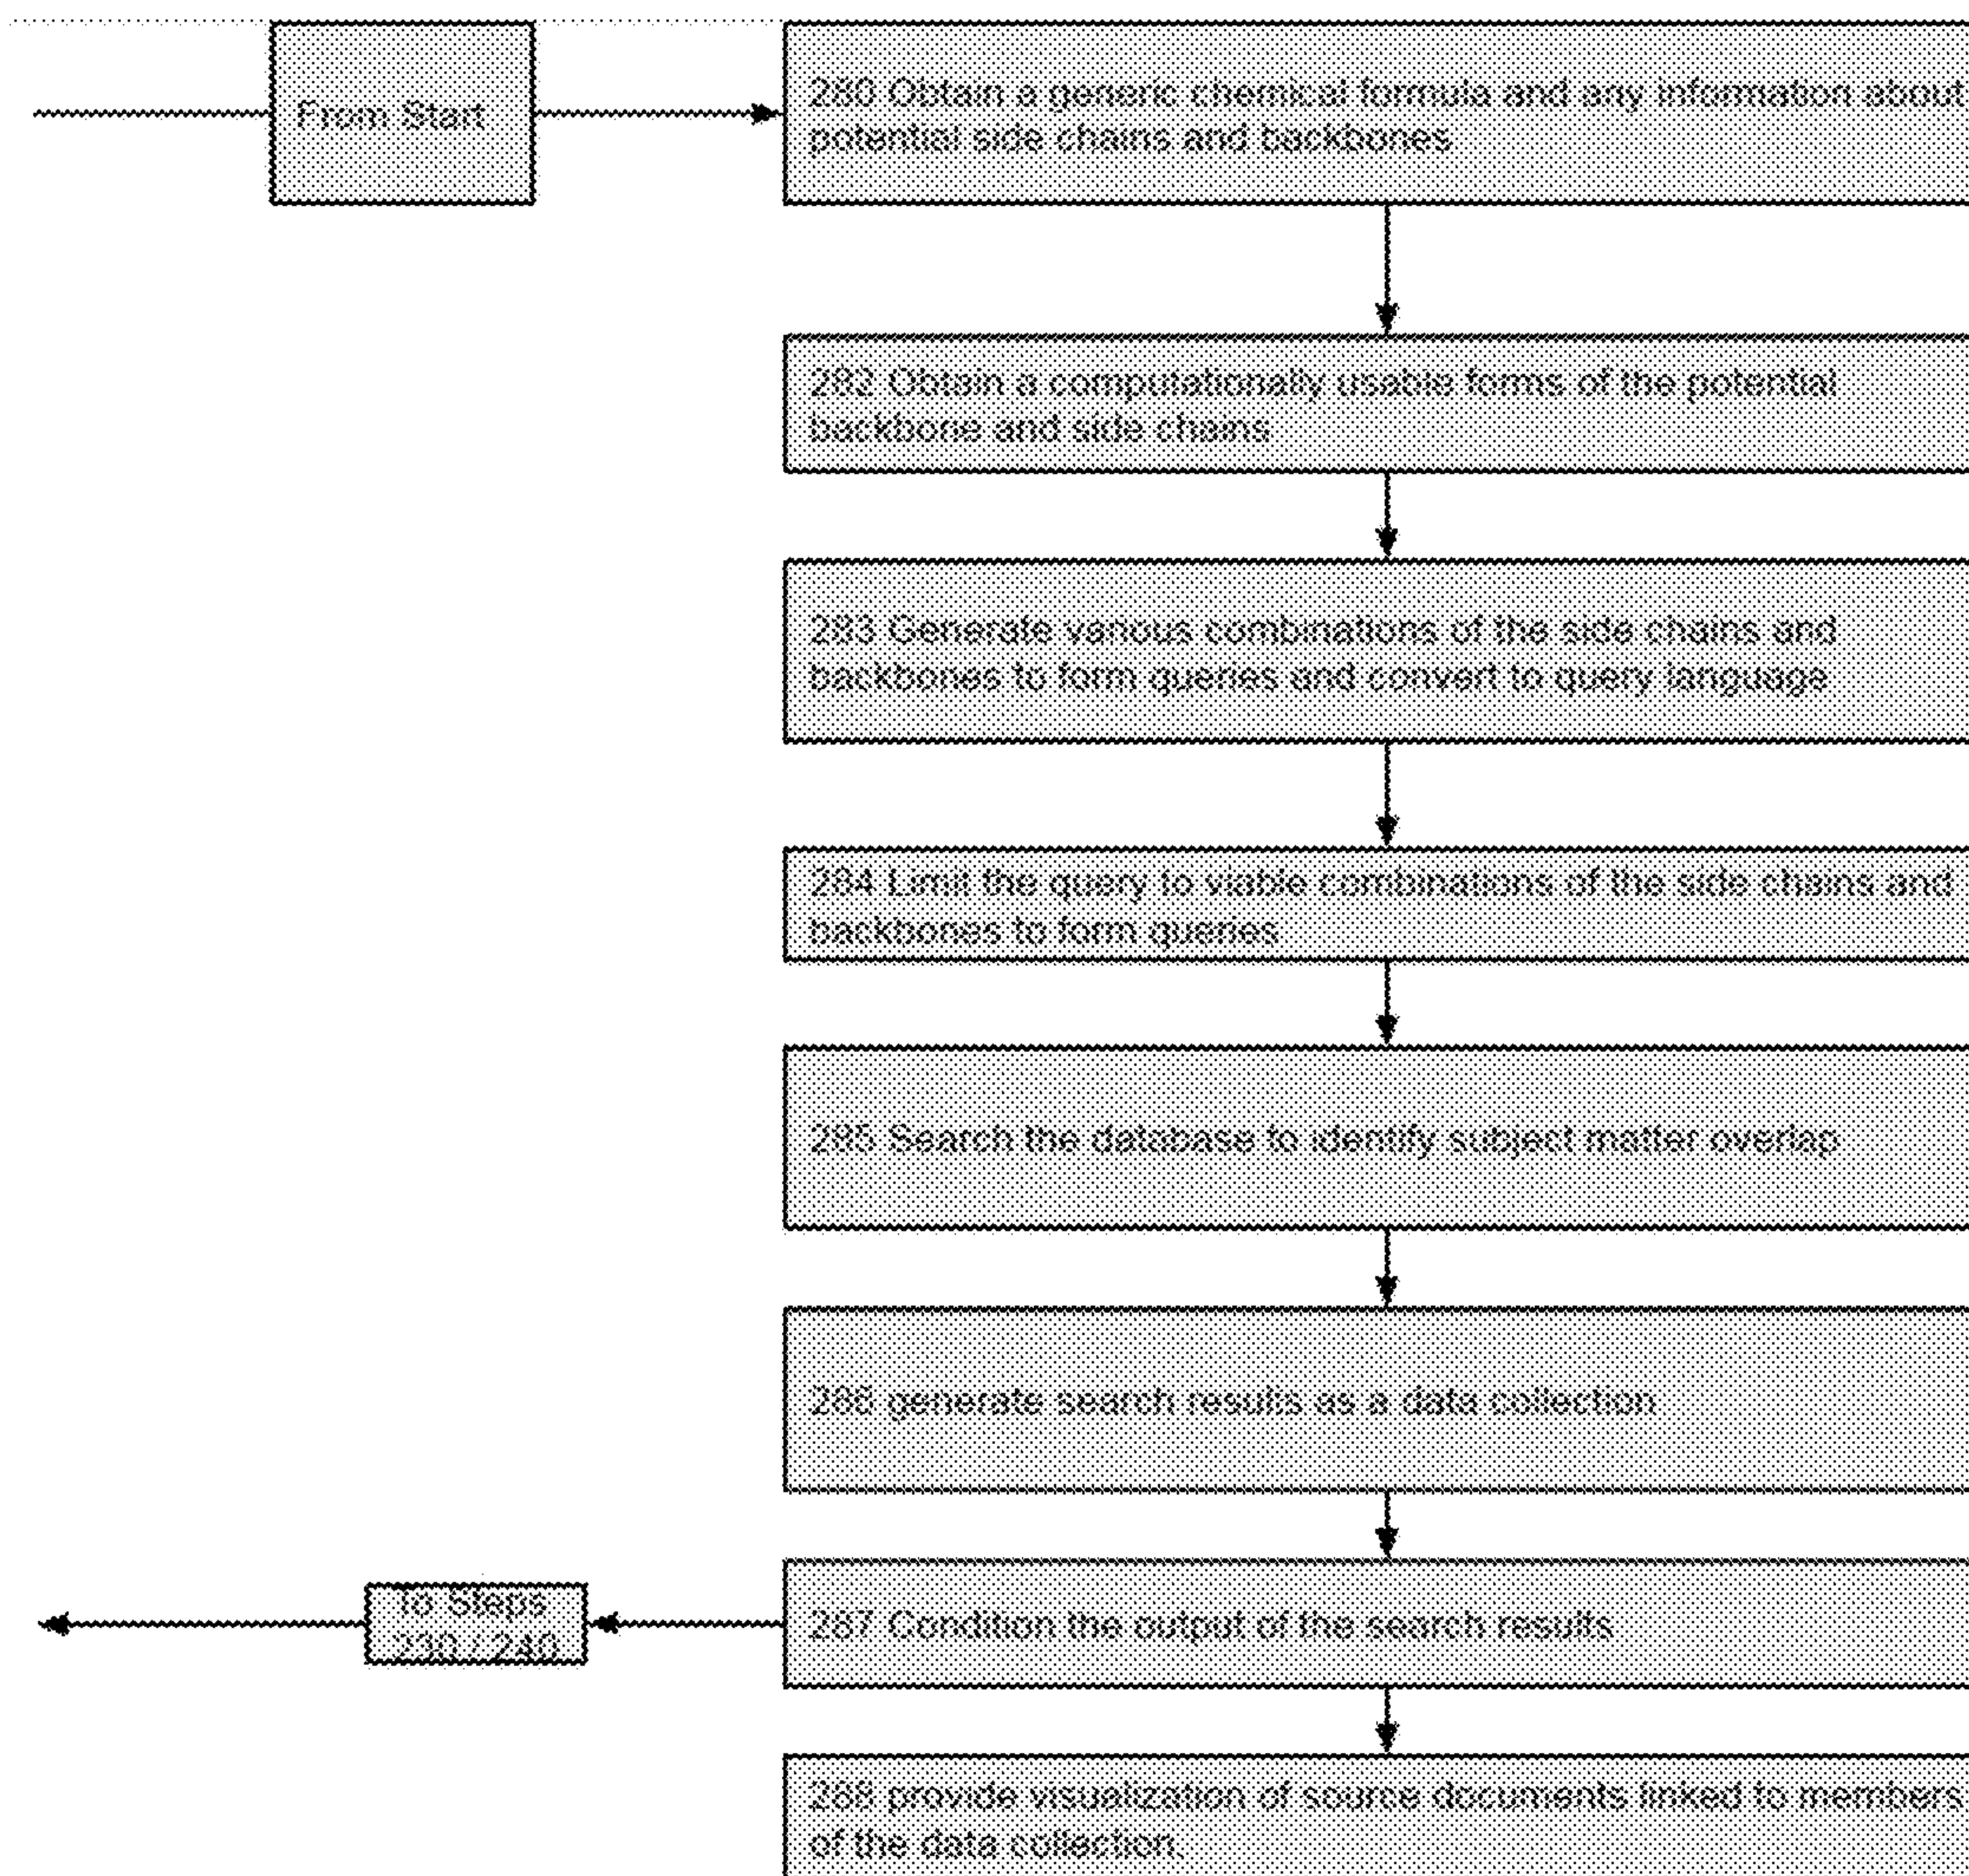 From Start
280 Obtain a generic chemical formula and any information about
potential side chains and backbones
282 Obtain a computationally usable forms of the potential
backbone and side chains
283 Generate various combinations of the side chains and
backbones to form queries and convert to query language
284 Limit the query to viable combinations of the side chains and
backbones to form queries
285 Search the database to identify subject matter overlap
286 generate search results as a data collection
287 Condition the output of the search results
To Steps
230 / 240
288 provide visualization of source documents linked to members
of the data collection.